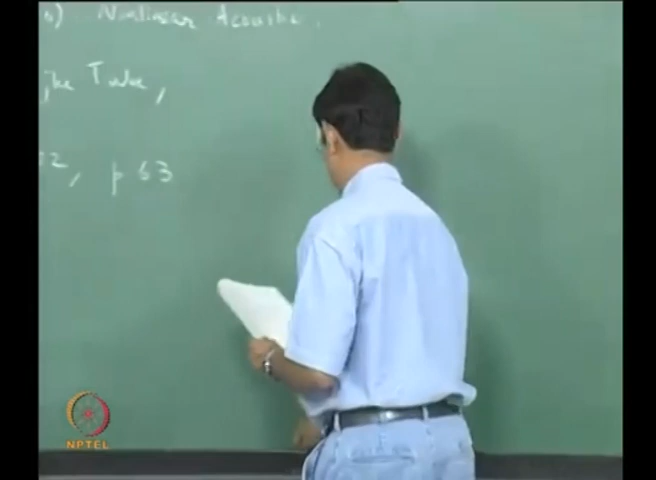 ) Nonlinear Acoustic
The Tube,
2, p 63
NPTEL